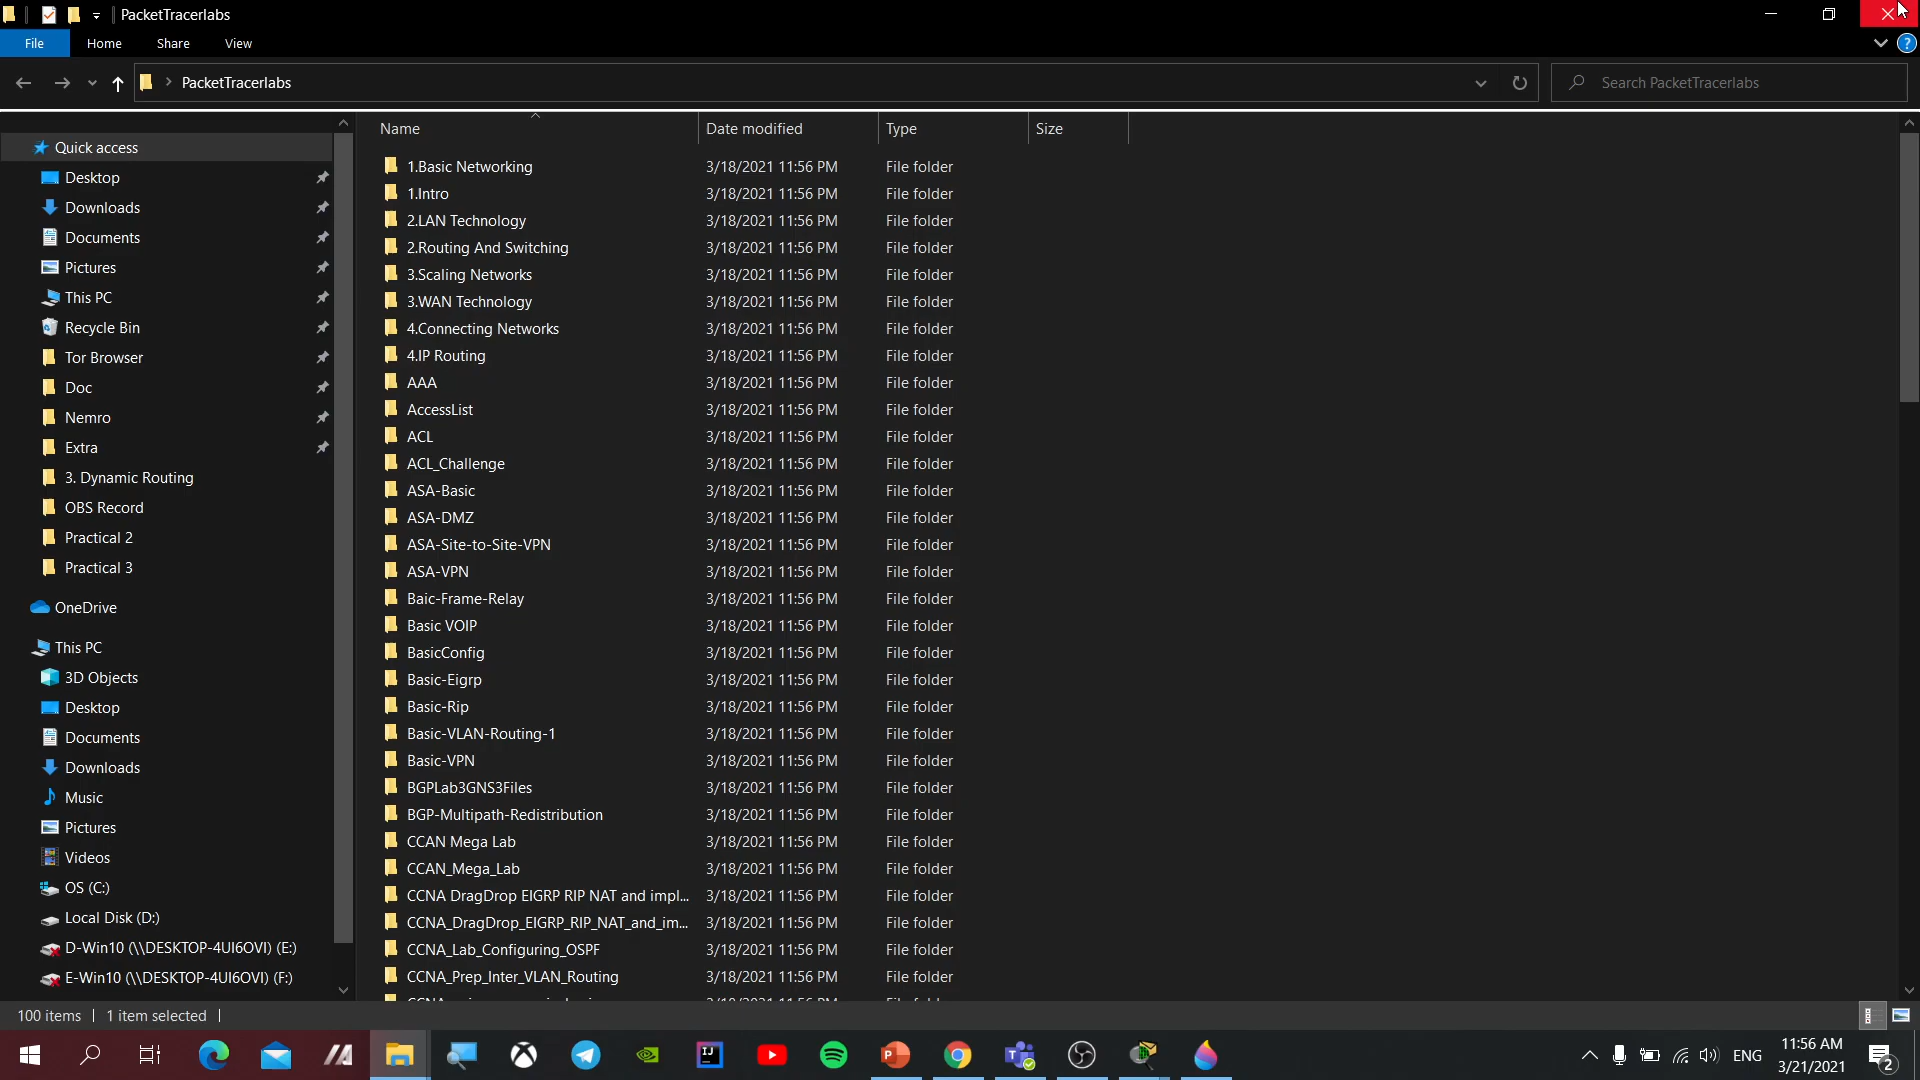 PacketTracerlabs
File
Home
Share
View
PacketTracerlabs
Search PacketTracerlabs
Name
Date modified
Type
Size
Quick access
Desktop
Downloads
Documents
Pictures
This PC
Recycle Bin
Tor Browser
Doc
Nemro
Extra
3. Dynamic Routing
OBS Record
Practical 2
Practical 3
OneDrive
This PC
3D Objects
Desktop
Documents
Downloads
Music
Pictures
Videos
OS (C:)
Local Disk (D:)
D-Win10 (\\DESKTOP-4UI6OVI) (E:)
E-Win10 (\\DESKTOP-4UI6OVI) (F:)
1.Basic Networking 3/18/2021 11:56 PM File folder
1.Intro 3/18/2021 11:56 PM File folder
2.LAN Technology 3/18/2021 11:56 PM File folder
2.Routing And Switching 3/18/2021 11:56 PM File folder
3.Scaling Networks 3/18/2021 11:56 PM File folder
3.WAN Technology 3/18/2021 11:56 PM File folder
4.Connecting Networks 3/18/2021 11:56 PM File folder
4.IP Routing 3/18/2021 11:56 PM File folder
AAA 3/18/2021 11:56 PM File folder
AccessList 3/18/2021 11:56 PM File folder
ACL 3/18/2021 11:56 PM File folder
ACL_Challenge 3/18/2021 11:56 PM File folder
ASA-Basic 3/18/2021 11:56 PM File folder
ASA-DMZ 3/18/2021 11:56 PM File folder
ASA-Site-to-Site-VPN 3/18/2021 11:56 PM File folder
ASA-VPN 3/18/2021 11:56 PM File folder
Baic-Frame-Relay 3/18/2021 11:56 PM File folder
Basic VOIP 3/18/2021 11:56 PM File folder
BasicConfig 3/18/2021 11:56 PM File folder
Basic-Eigrp 3/18/2021 11:56 PM File folder
Basic-Rip 3/18/2021 11:56 PM File folder
Basic-VLAN-Routing-1 3/18/2021 11:56 PM File folder
Basic-VPN 3/18/2021 11:56 PM File folder
BGPLab3GNS3Files 3/18/2021 11:56 PM File folder
BGP-Multipath-Redistribution 3/18/2021 11:56 PM File folder
CCAN Mega Lab 3/18/2021 11:56 PM File folder
CCAN_Mega_Lab 3/18/2021 11:56 PM File folder
CCNA DragDrop EIGRP RIP NAT and impl... 3/18/2021 11:56 PM File folder
CCNA_DragDrop_EIGRP_RIP_NAT_and_im... 3/18/2021 11:56 PM File folder
CCNA_Lab_Configuring_OSPF 3/18/2021 11:56 PM File folder
CCNA_Prep_Inter_VLAN_Routing 3/18/2021 11:56 PM File folder
100 items
1 item selected
ENG
11:56 AM
3/21/2021
2